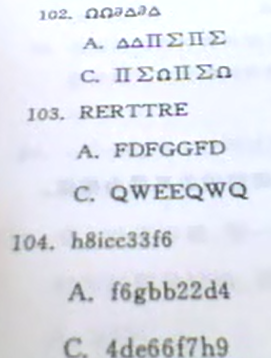 102. ΩΩ∂Δ∂Δ
A. ΔΔΠΣΠΣ
C. ΠΣΩΠΣΩ
103. RERTTRE
A. FDFGGFD
C. QWEEQWQ
104. h8icc33f6
A. f6gbb22d4
C. 4de66f7h9